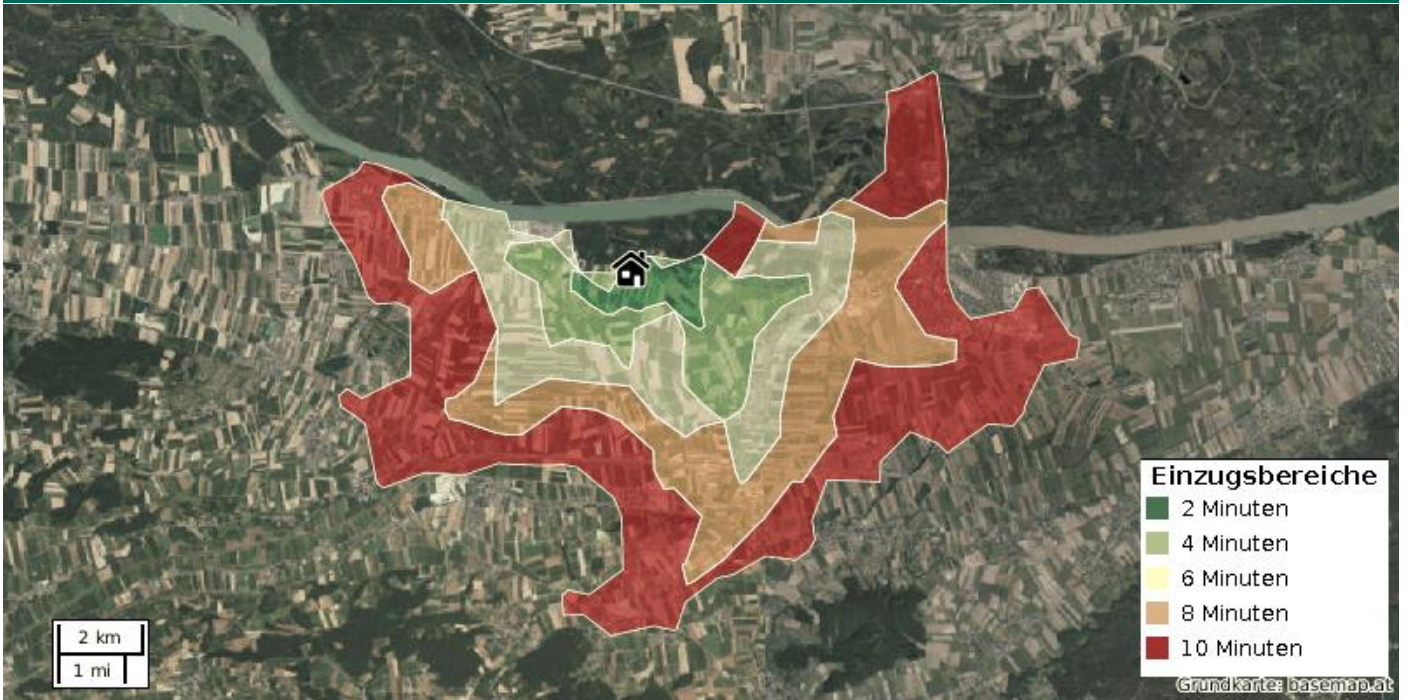 Einzugsbereiche
2 Minuten
4 Minuten
6 Minuten
8 Minuten
10 Minuten
2 km
1 mi
Grundkarte: basemap.at